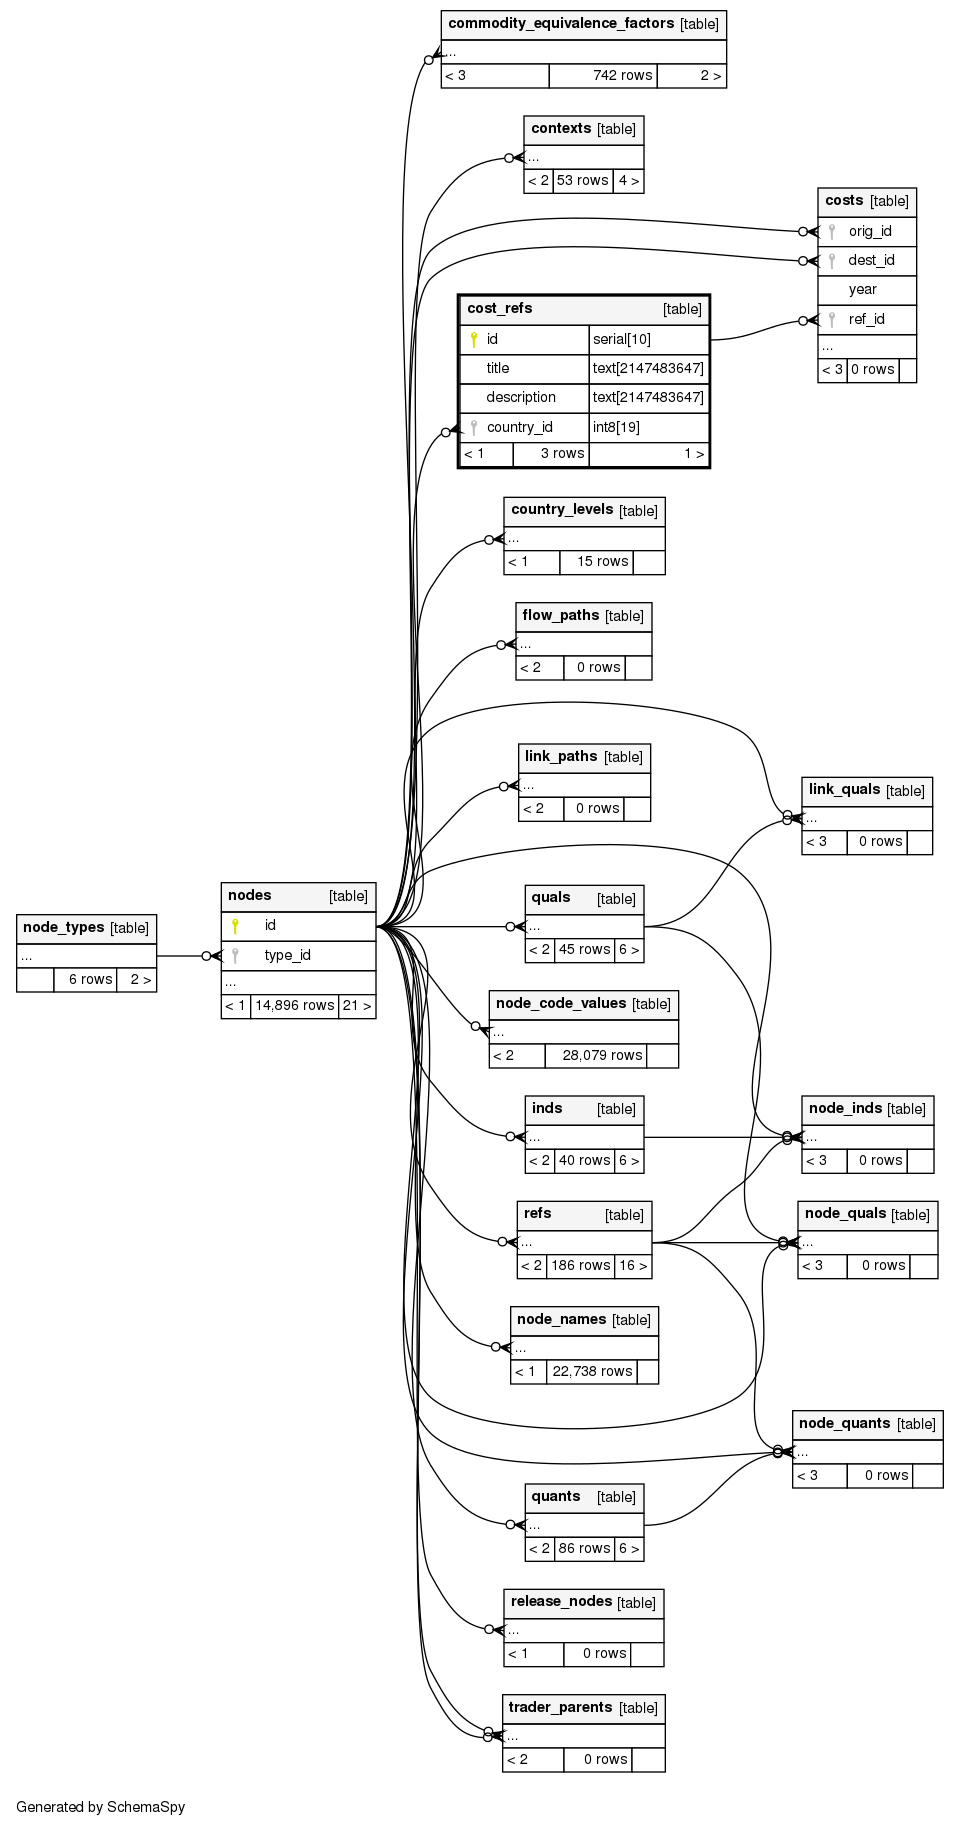 commodity_equivalence_factors [table]
...
< 3 742 rows 2 >
contexts [table]
...
< 2 53 rows 4 >
costs [table]
orig_id
dest_id
year
ref_id
...
< 3 0 rows
cost_refs [table]
id serial[10]
title text[2147483647]
description text[2147483647]
country_id int8[19]
< 1 3 rows 1 >
country_levels [table]
...
< 1 15 rows
flow_paths [table]
...
< 2 0 rows
link_paths [table]
...
< 2 0 rows
link_quals [table]
...
< 3 0 rows
node_types [table]
...
6 rows 2 >
nodes [table]
id
type_id
...
< 1 14,896 rows 21 >
quals [table]
...
< 2 45 rows 6 >
node_code_values [table]
...
< 2 28,079 rows
inds [table]
...
< 2 40 rows 6 >
node_inds [table]
...
< 3 0 rows
refs [table]
...
< 2 186 rows 16 >
node_quals [table]
...
< 3 0 rows
node_names [table]
...
< 1 22,738 rows
node_quants [table]
...
< 3 0 rows
quants [table]
...
< 2 86 rows 6 >
release_nodes [table]
...
< 1 0 rows
trader_parents [table]
...
< 2 0 rows
Generated by SchemaSpy